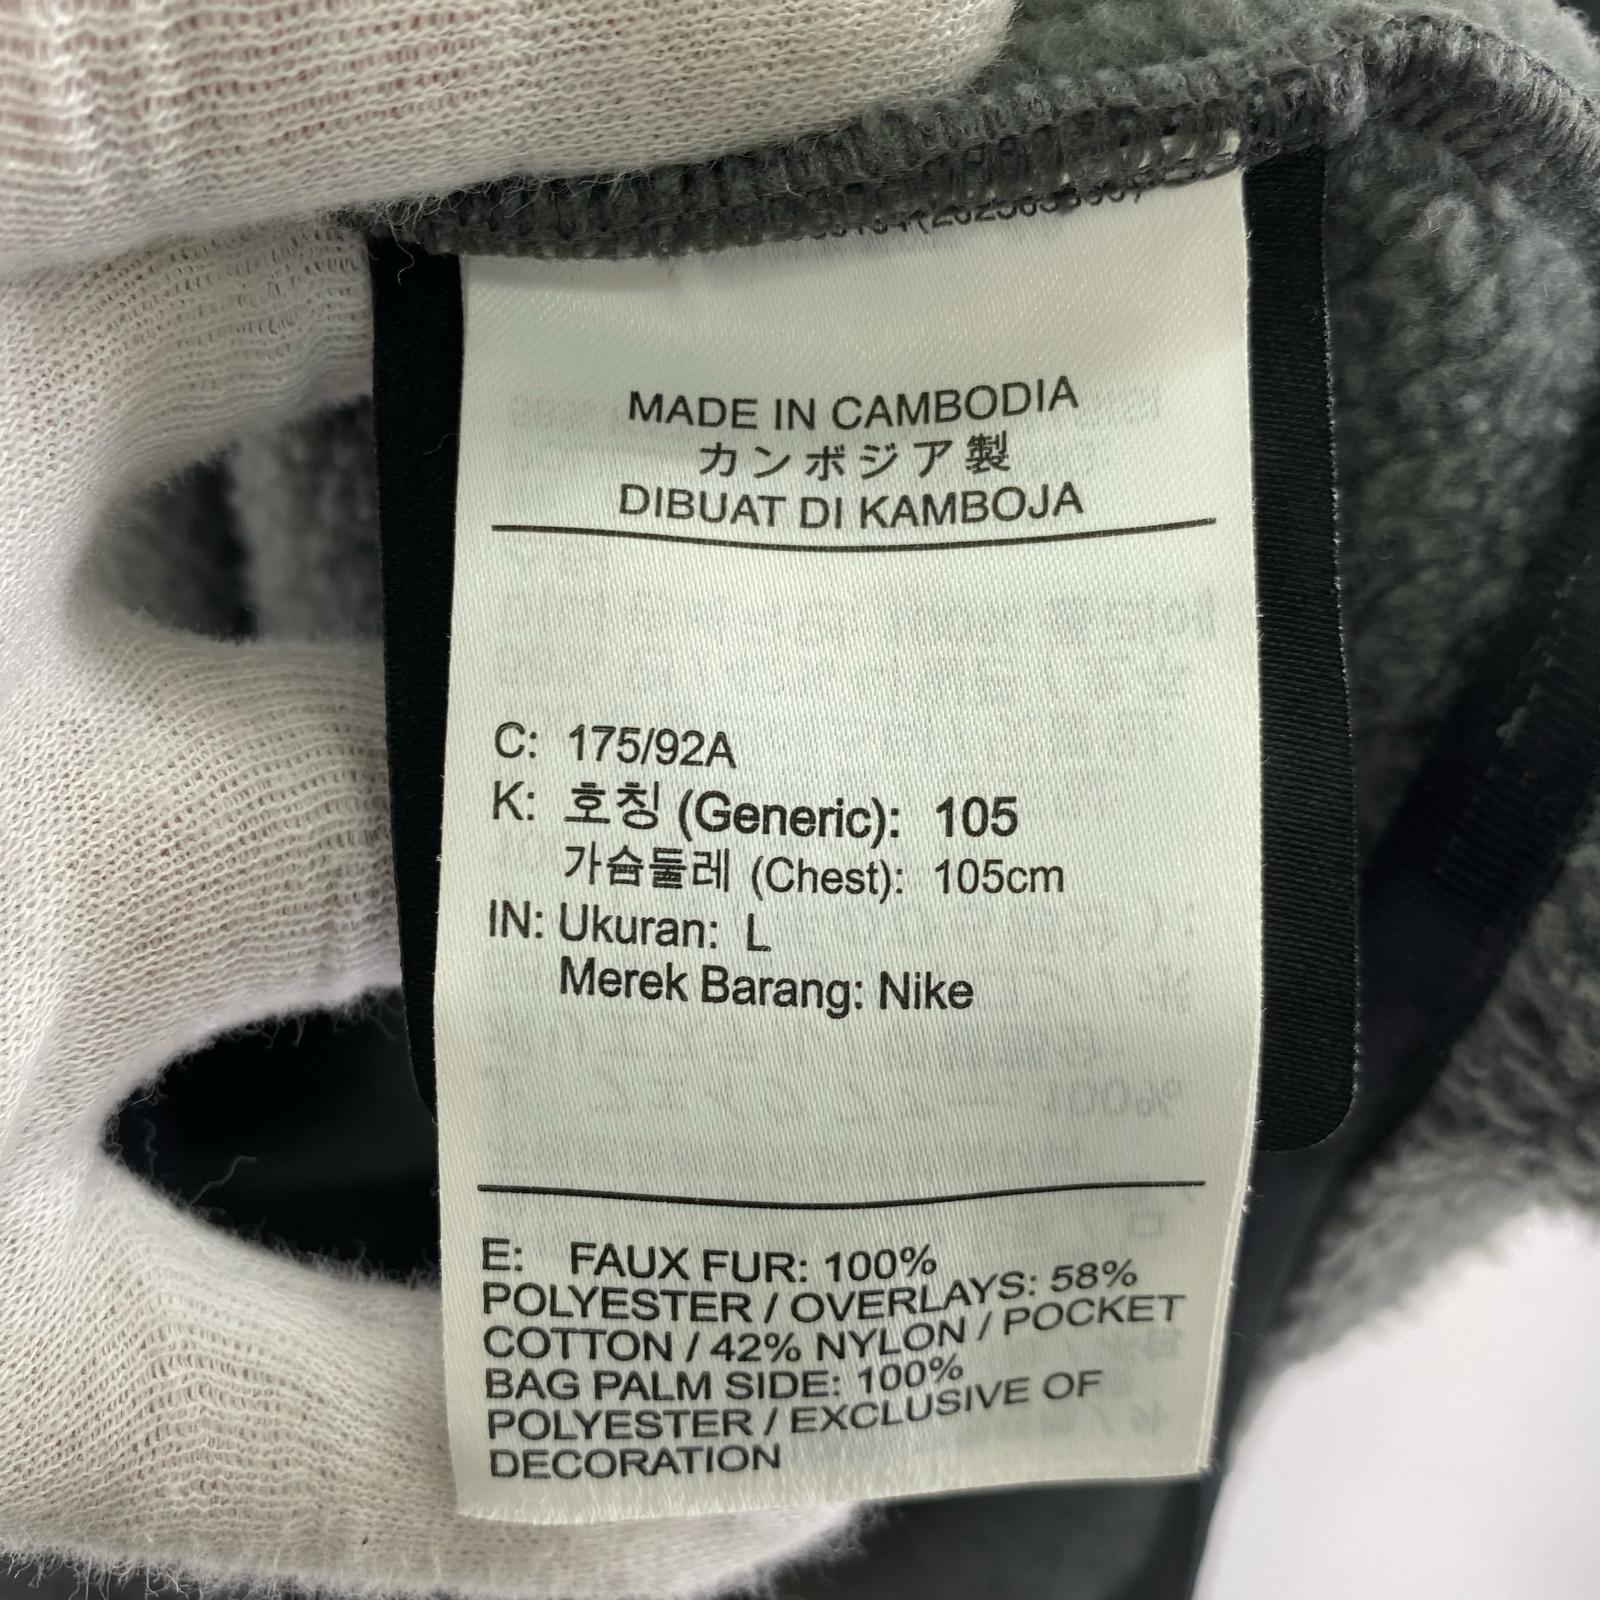 MADE IN CAMBODIA
カンボジア製
DIBUAT DI KAMBOJA
C: 175/92A
K: 호칭 (Generic): 105
가슴둘레 (Chest): 105cm
IN: Ukuran: L
Merek Barang: Nike
E: FAUX FUR: 100%
POLYESTER / OVERLAYS: 58%
COTTON / 42% NYLON / POCKET
BAG PALM SIDE: 100%
POLYESTER / EXCLUSIVE OF
DECORATION